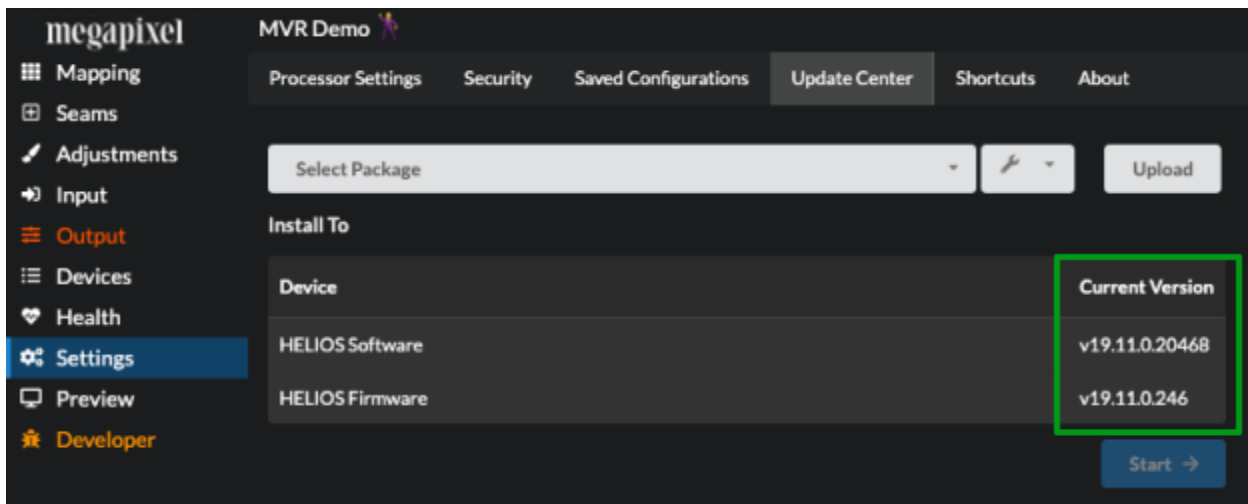 megapixel
MVR Demo
Mapping
Seams
Adjustments
Input
Output
Devices
Health
Settings
Preview
Developer
Processor Settings
Security
Saved Configurations
Update Center
Shortcuts
About
Select Package
Upload
Install To
Device
Current Version
HELIOS Software
v19.11.0.20468
HELIOS Firmware
v19.11.0.246
Start →